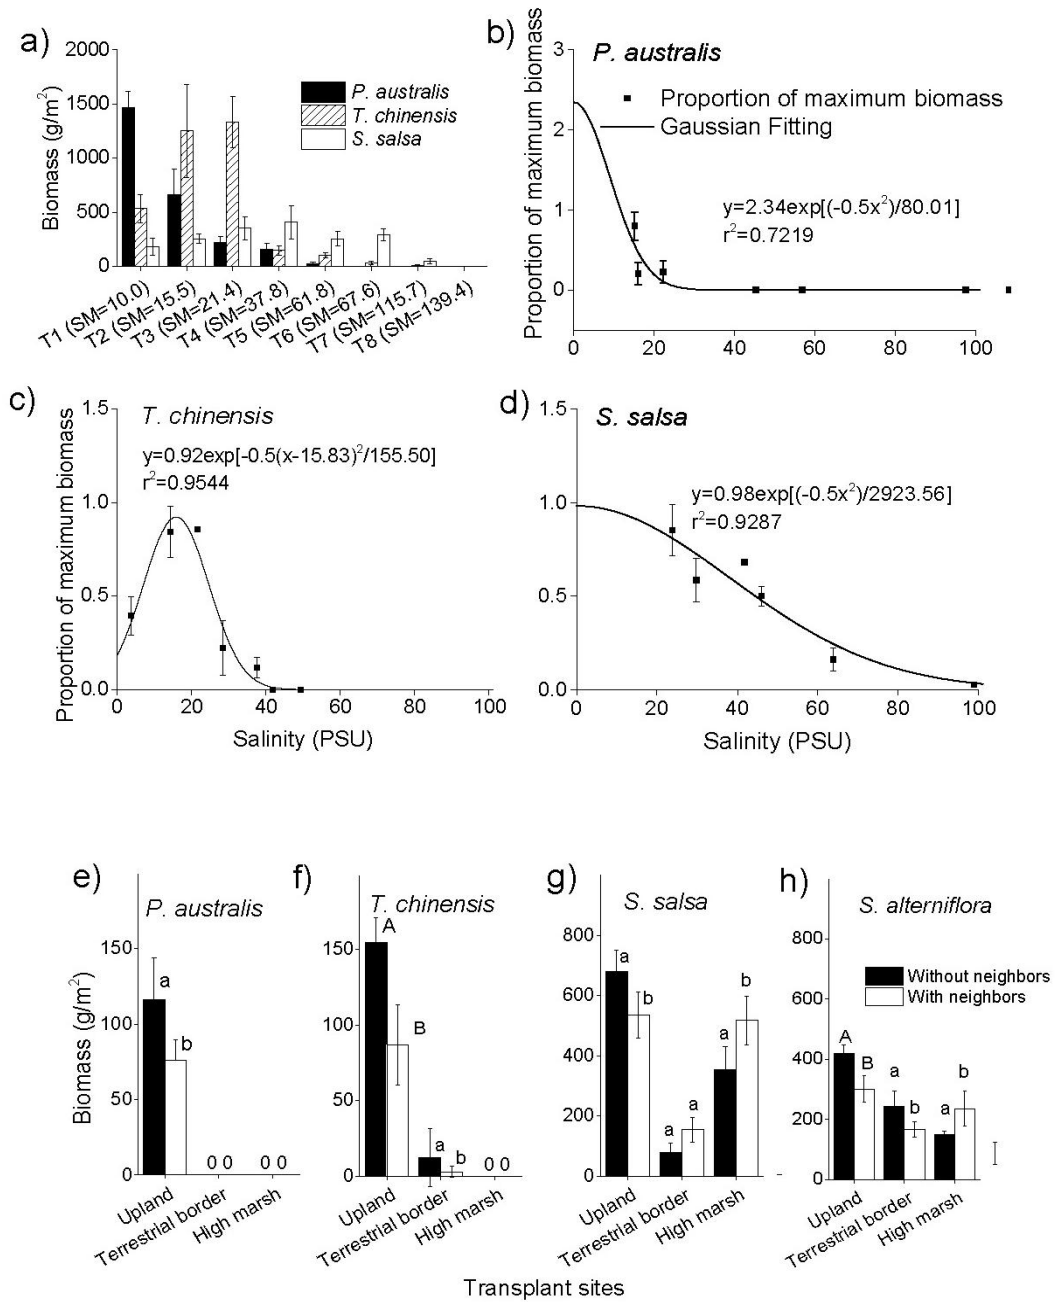 a)
2000
1500
1000
500
0
Biomass (g/m²)
P. australis
T. chinensis
S. salsa
T1 (SM=10.0)
T2 (SM=15.5)
T3 (SM=21.4)
T4 (SM=37.8)
T5 (SM=61.8)
T6 (SM=67.6)
T7 (SM=115.7)
T8 (SM=139.4)
b)
P. australis
Proportion of maximum biomass
3
2
1
0
Proportion of maximum biomass
Gaussian Fitting
y=2.34exp[(-0.5x²)/80.01]
r²=0.7219
0 20 40 60 80 100
c)
T. chinensis
Proportion of maximum biomass
1.5
1.0
0.5
0.0
y=0.92exp[-0.5(x-15.83)²/155.50]
r²=0.9544
0 20 40 60 80 100
Salinity (PSU)
d)
S. salsa
1.5
1.0
0.5
0.0
y=0.98exp[(-0.5x²)/2923.56]
r²=0.9287
0 20 40 60 80 100
Salinity (PSU)
e)
P. australis
Biomass (g/m²)
150
100
50
0
a
b
0 0
0 0
Upland
Terrestrial border
High marsh
f)
T. chinensis
150
100
50
0
A
B
a
b
0 0
Upland
Terrestrial border
High marsh
g)
S. salsa
800
600
400
200
0
a
b
a
a
a
b
Upland
Terrestrial border
High marsh
h)
S. alterniflora
800
600
400
200
0
Without neighbors
With neighbors
A
B
a
b
a
b
Upland
Terrestrial border
High marsh
Transplant sites